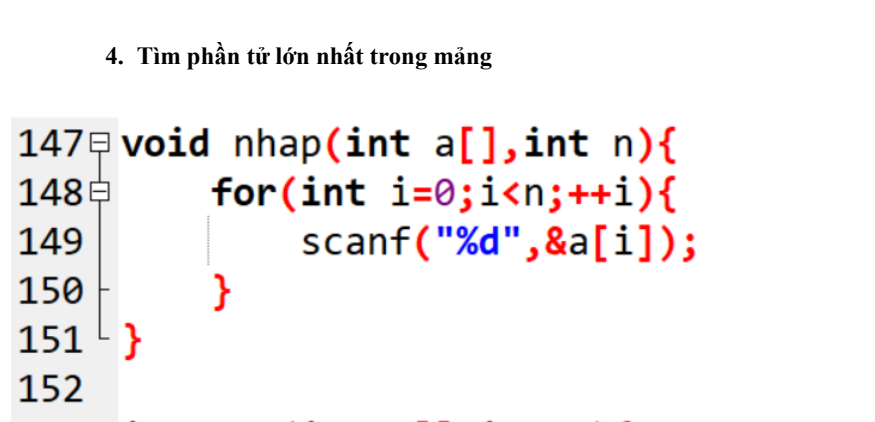 4. Tìm phần tử lớn nhất trong mảng
147 void nhap(int a[],int n){
148 for(int i=0;i<n;++i){
149 scanf("%d",&a[i]);
150 }
151 }
152